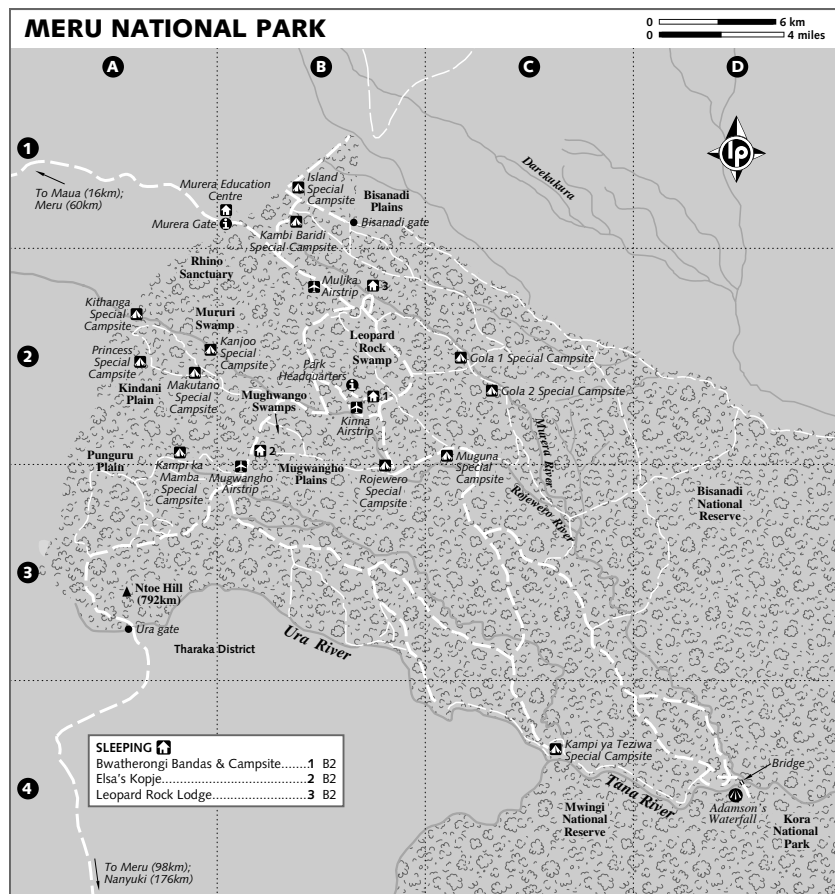 MERU NATIONAL PARK
0 6 km
0 4 miles
A
B
C
D
1
To Maua (16km);
Meru (60km)
Murera Education
Centre
Murera Gate
Island
Special
Campsite
Kambi Baridi
Special Campsite
Bisanadi
Plains
Bisanadi gate
Darekukura
lp
Rhino
Sanctuary
Mulika
Airstrip
3
Kithanga
Special
Campsite
Mururi
Swamp
Kanjoo
Special
Campsite
2
Princess
Special
Campsite
Kindani
Plain
Makutano
Special
Campsite
Leopard
Rock
Swamp
Park
Headquarters
1
Kinna
Airstrip
Mughwango
Swamps
Gola 1 Special Campsite
Gola 2 Special Campsite
Murera River
Rojewero River
Punguru
Plain
Kampi ka
Mamba
Special
Campsite
2
Mugwangho
Airstrip
Mugwangho
Plains
Rojewero
Special
Campsite
Muguna
Special
Campsite
Bisanadi
National
Reserve
3
Ntoe Hill
(792km)
Ura gate
Tharaka District
Ura River
SLEEPING
Bwatherongi Bandas & Campsite.......1 B2
Elsa's Kopje.....................................2 B2
Leopard Rock Lodge........................3 B2
4
Kampi ya Teziwa
Special Campsite
Tana River
Bridge
Adamson's
Waterfall
Mwingi
National
Reserve
Kora
National
Park
To Meru (98km);
Nanyuki (176km)